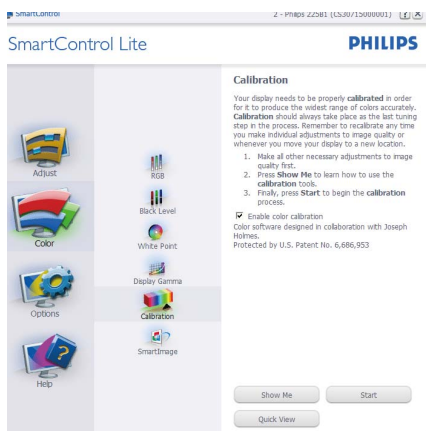 SmartControl
2 - Philips 225B1 (CS30715000001)
SmartControl Lite
PHILIPS
Adjust
Color
Options
Help
RGB
Black Level
White Point
Display Gamma
Calibration
SmartImage
Calibration
Your display needs to be properly calibrated in order
for it to produce the widest range of colors accurately.
Calibration should always take place as the last tuning
step in the process. Remember to recalibrate any time
you make individual adjustments to image quality or
whenever you move your display to a new location.
1. Make all other necessary adjustments to image
quality first.
2. Press Show Me to learn how to use the
calibration tools.
3. Finally, press Start to begin the calibration
process.
Enable color calibration
Color software designed in collaboration with Joseph
Holmes.
Protected by U.S. Patent No. 6,686,953
Show Me
Start
Quick View